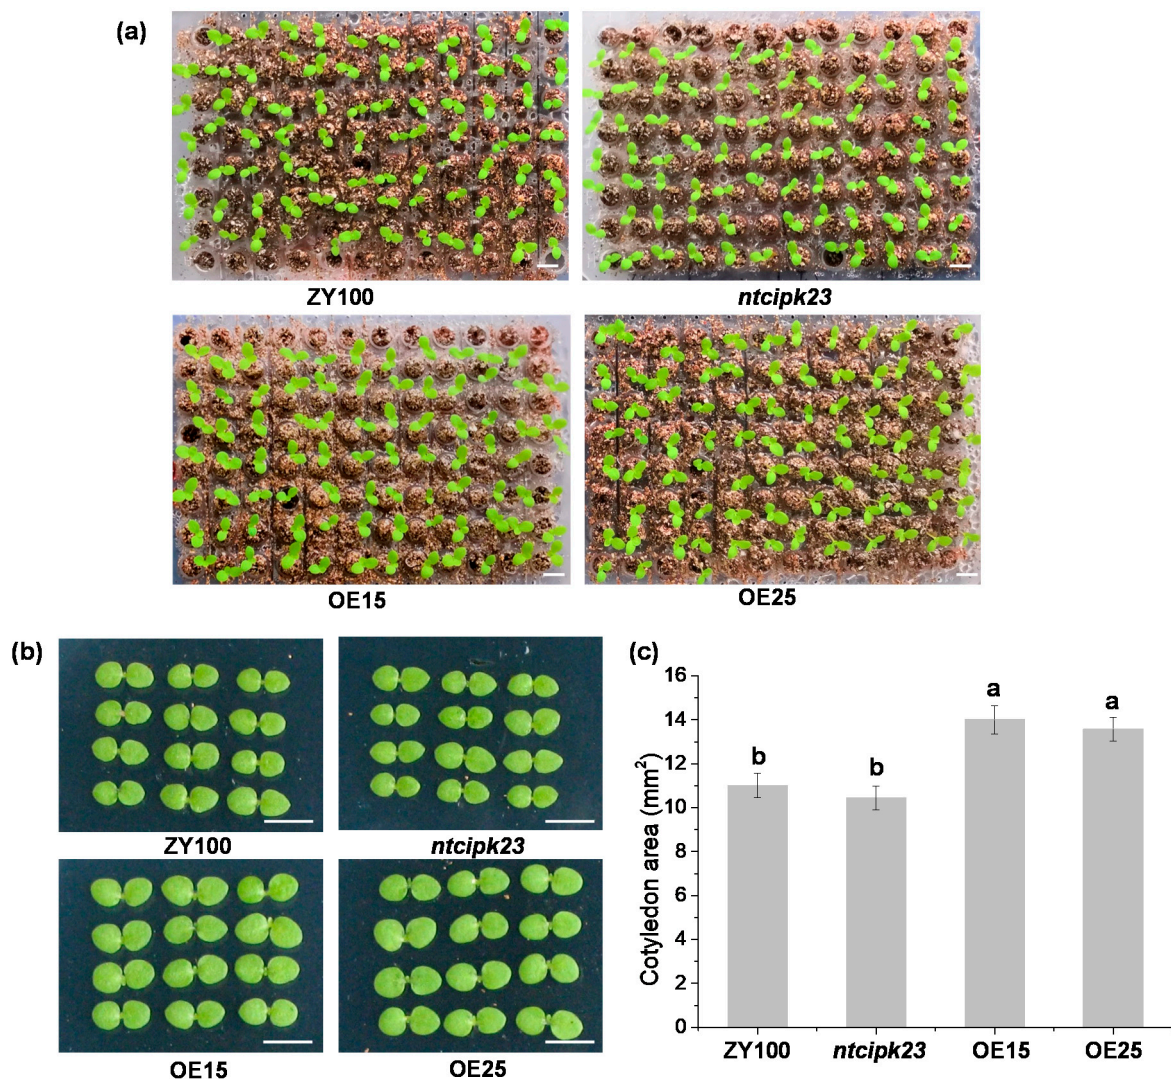 (a)
ZY100
ntcipk23
OE15
OE25
(b)
ZY100
ntcipk23
OE15
OE25
(c)
Cotyledon area (mm²)
16
14
12
10
8
6
4
2
0
b
b
a
a
ZY100
ntcipk23
OE15
OE25